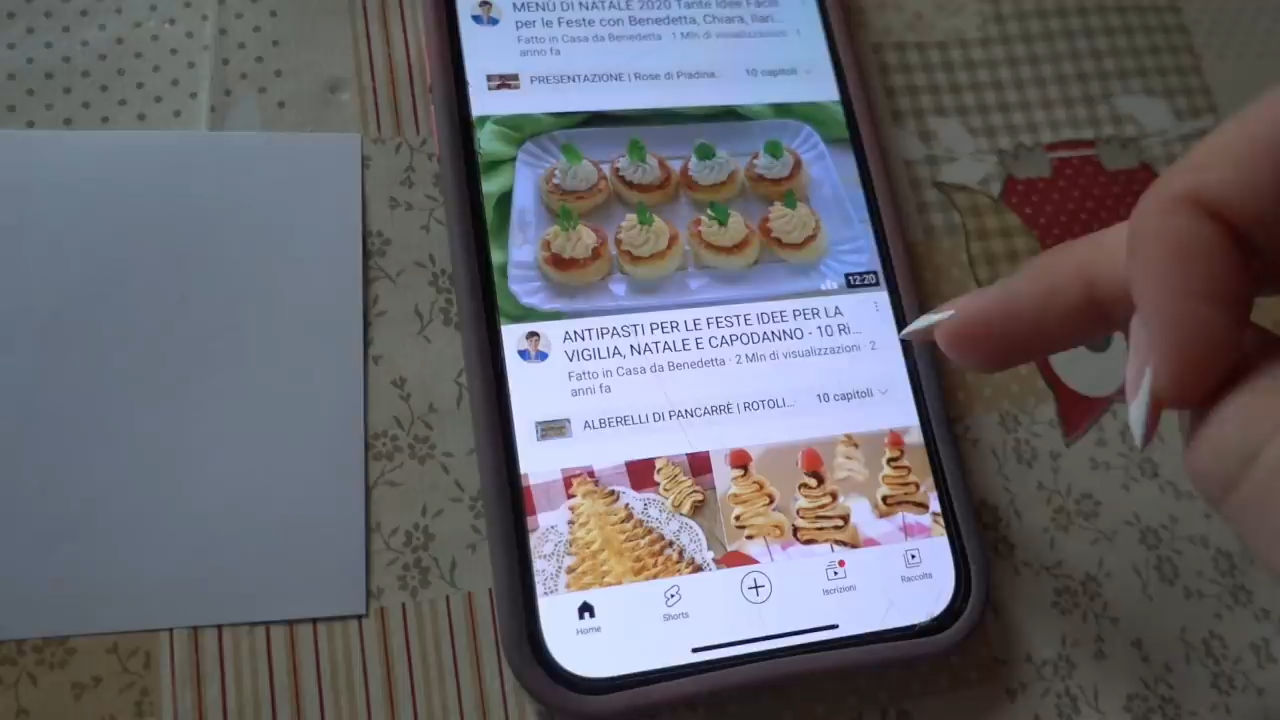 MENÙ DI NATALE 2020 Tante Idee Facili
per le Feste con Benedetta, Chiara, Ilari...
Fatto in Casa da Benedetta · 1 Mln di visualizzazioni · 1
anno fa
PRESENTAZIONE | Rose di Piadina... 10 capitoli
12:20
ANTIPASTI PER LE FESTE IDEE PER LA
VIGILIA, NATALE E CAPODANNO - 10 Ri...
Fatto in Casa da Benedetta · 2 Mln di visualizzazioni · 2
anni fa
ALBERELLI DI PANCARRÈ | ROTOLI... 10 capitoli
Home Shorts Iscrizioni Raccolta